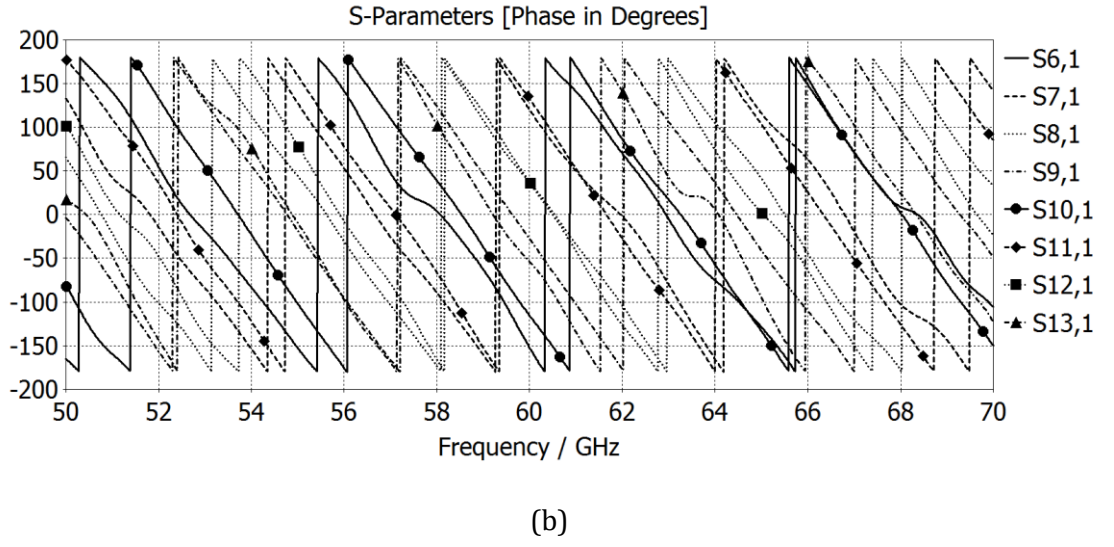 S-Parameters [Phase in Degrees]
200
150
100
50
0
-50
-100
-150
-200
50 52 54 56 58 60 62 64 66 68 70
Frequency / GHz
S6,1
S7,1
S8,1
S9,1
S10,1
S11,1
S12,1
S13,1
(b)